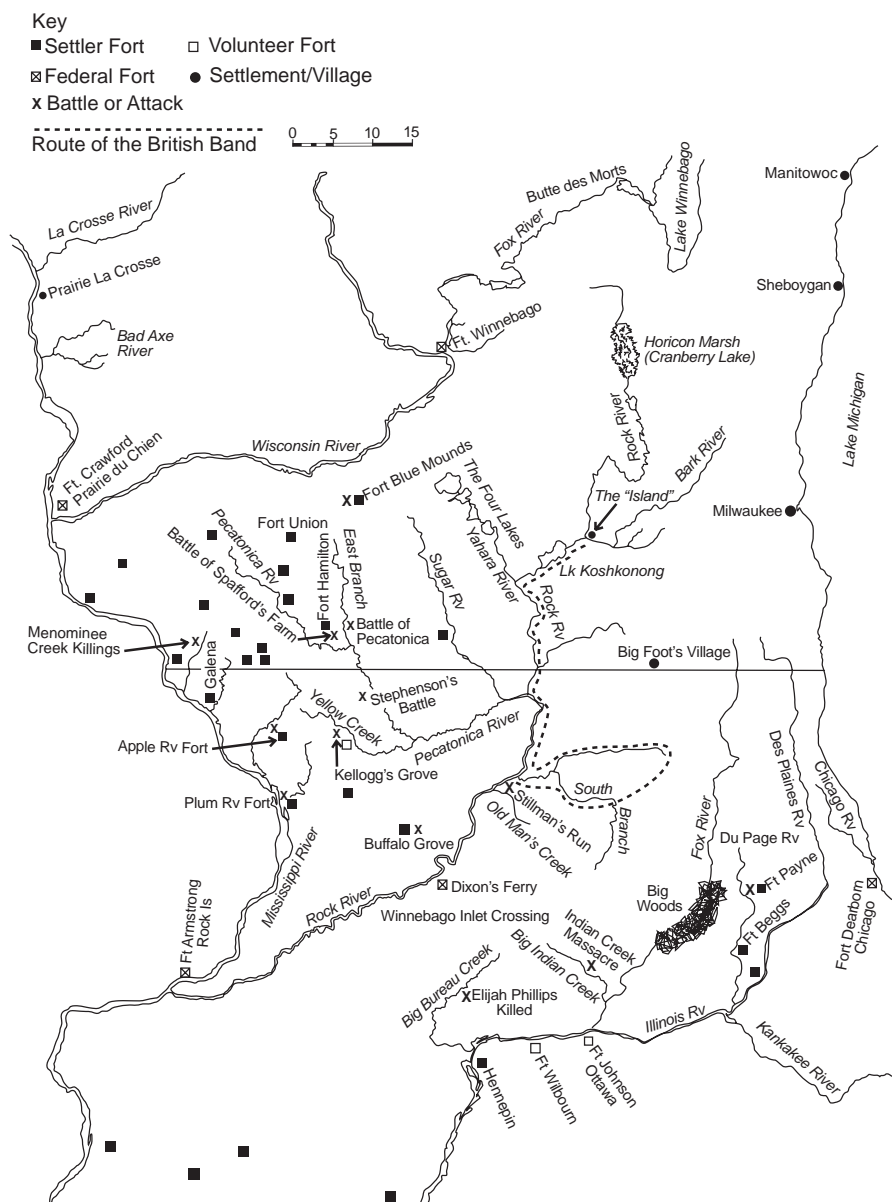 Key
Settler Fort
Volunteer Fort
Federal Fort
Settlement/Village
x Battle or Attack
0 5 10 15
Route of the British Band
Manitowoc
Butte des Morts
Lake Winnebago
La Crosse River
Fox River
Prairie La Crosse
Sheboygan
Bad Axe
River
Ft. Winnebago
Horicon Marsh
(Cranberry Lake)
Lake Michigan
Rock River
Wisconsin River
Bark River
Ft. Crawford
Prairie du Chien
x Fort Blue Mounds
The Four Lakes
The “Island”
Milwaukee
Pecatonica Rv
Fort Union
East Branch
Battle of
Spafford's Farm
Fort Hamilton
Sugar Rv
Yahara River
Lk Koshkonong
Rock Rv
x
x Battle of
Pecatonica
Menominee
Creek Killings
x
Big Foot's Village
Galena
x Stephenson's
Battle
Yellow Creek
Pecatonica River
Des Plaines Rv
Chicago Rv
Apple Rv Fort
x
x
Kellogg's Grove
South
Branch
Plum Rv Fort
x
x Stillman's Run
Old Man's Creek
Fox River
Du Page Rv
Mississippi River
x
Buffalo Grove
Rock River
Dixon's Ferry
Big
Woods
x Ft Payne
Ft Beggs
Fort Dearborn
Chicago
Ft Armstrong
Rock Is
Winnebago Inlet Crossing
Indian Creek
Massacre
x
Big Indian Creek
Big Bureau Creek
x Elijah Phillips
Killed
Illinois Rv
Kankakee River
Hennepin
Ft Wilbourn
Ft Johnson
Ottawa